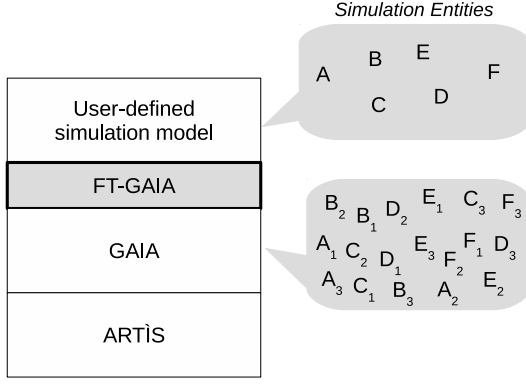 Simulation Entities
A B E F
C D
User-defined
simulation model
FT-GAIA
GAIA
ARTÌS
B₂ B₁ D₂ E₁ C₃ F₃
A₁ C₂ D₁ E₃ F₂ F₁ D₃
A₃ C₁ B₃ A₂ E₂